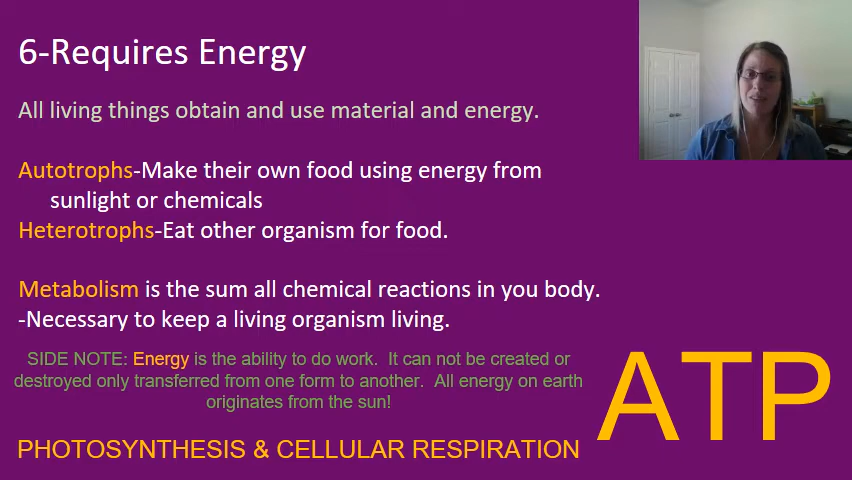 6-Requires Energy
All living things obtain and use material and energy.
Autotrophs-Make their own food using energy from
sunlight or chemicals
Heterotrophs-Eat other organism for food.
Metabolism is the sum all chemical reactions in you body.
-Necessary to keep a living organism living.
SIDE NOTE: Energy is the ability to do work. It can not be created or
destroyed only transferred from one form to another. All energy on earth
originates from the sun!
ATP
PHOTOSYNTHESIS & CELLULAR RESPIRATION